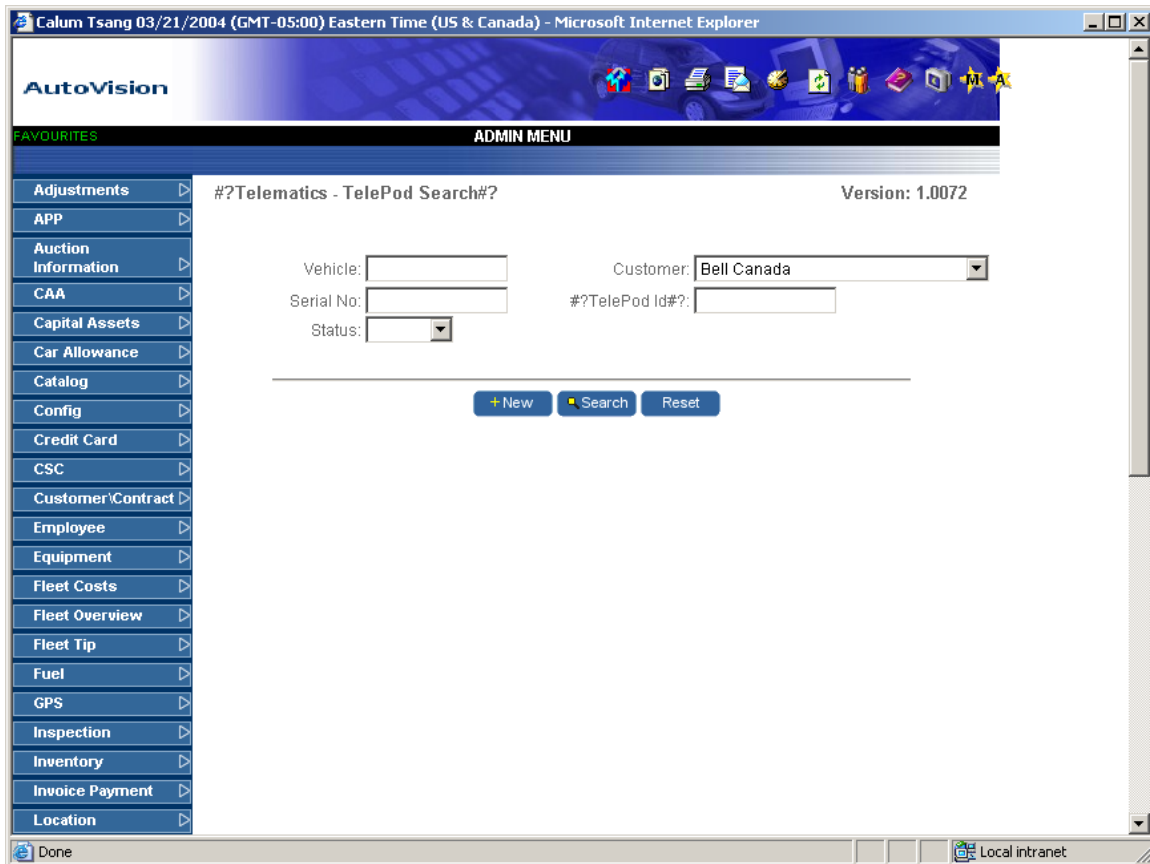 Calum Tsang 03/21/2004 (GMT-05:00) Eastern Time (US & Canada) - Microsoft Internet Explorer
AutoVision
M A
FAVOURITES ADMIN MENU
#?Telematics - TelePod Search#? Version: 1.0072
Vehicle: Customer: Bell Canada
Serial No: #?TelePod Id#?:
Status:
+New Search Reset
Adjustments
APP
Auction
Information
CAA
Capital Assets
Car Allowance
Catalog
Config
Credit Card
CSC
Customer\Contract
Employee
Equipment
Fleet Costs
Fleet Overview
Fleet Tip
Fuel
GPS
Inspection
Inventory
Invoice Payment
Location
Done Local intranet